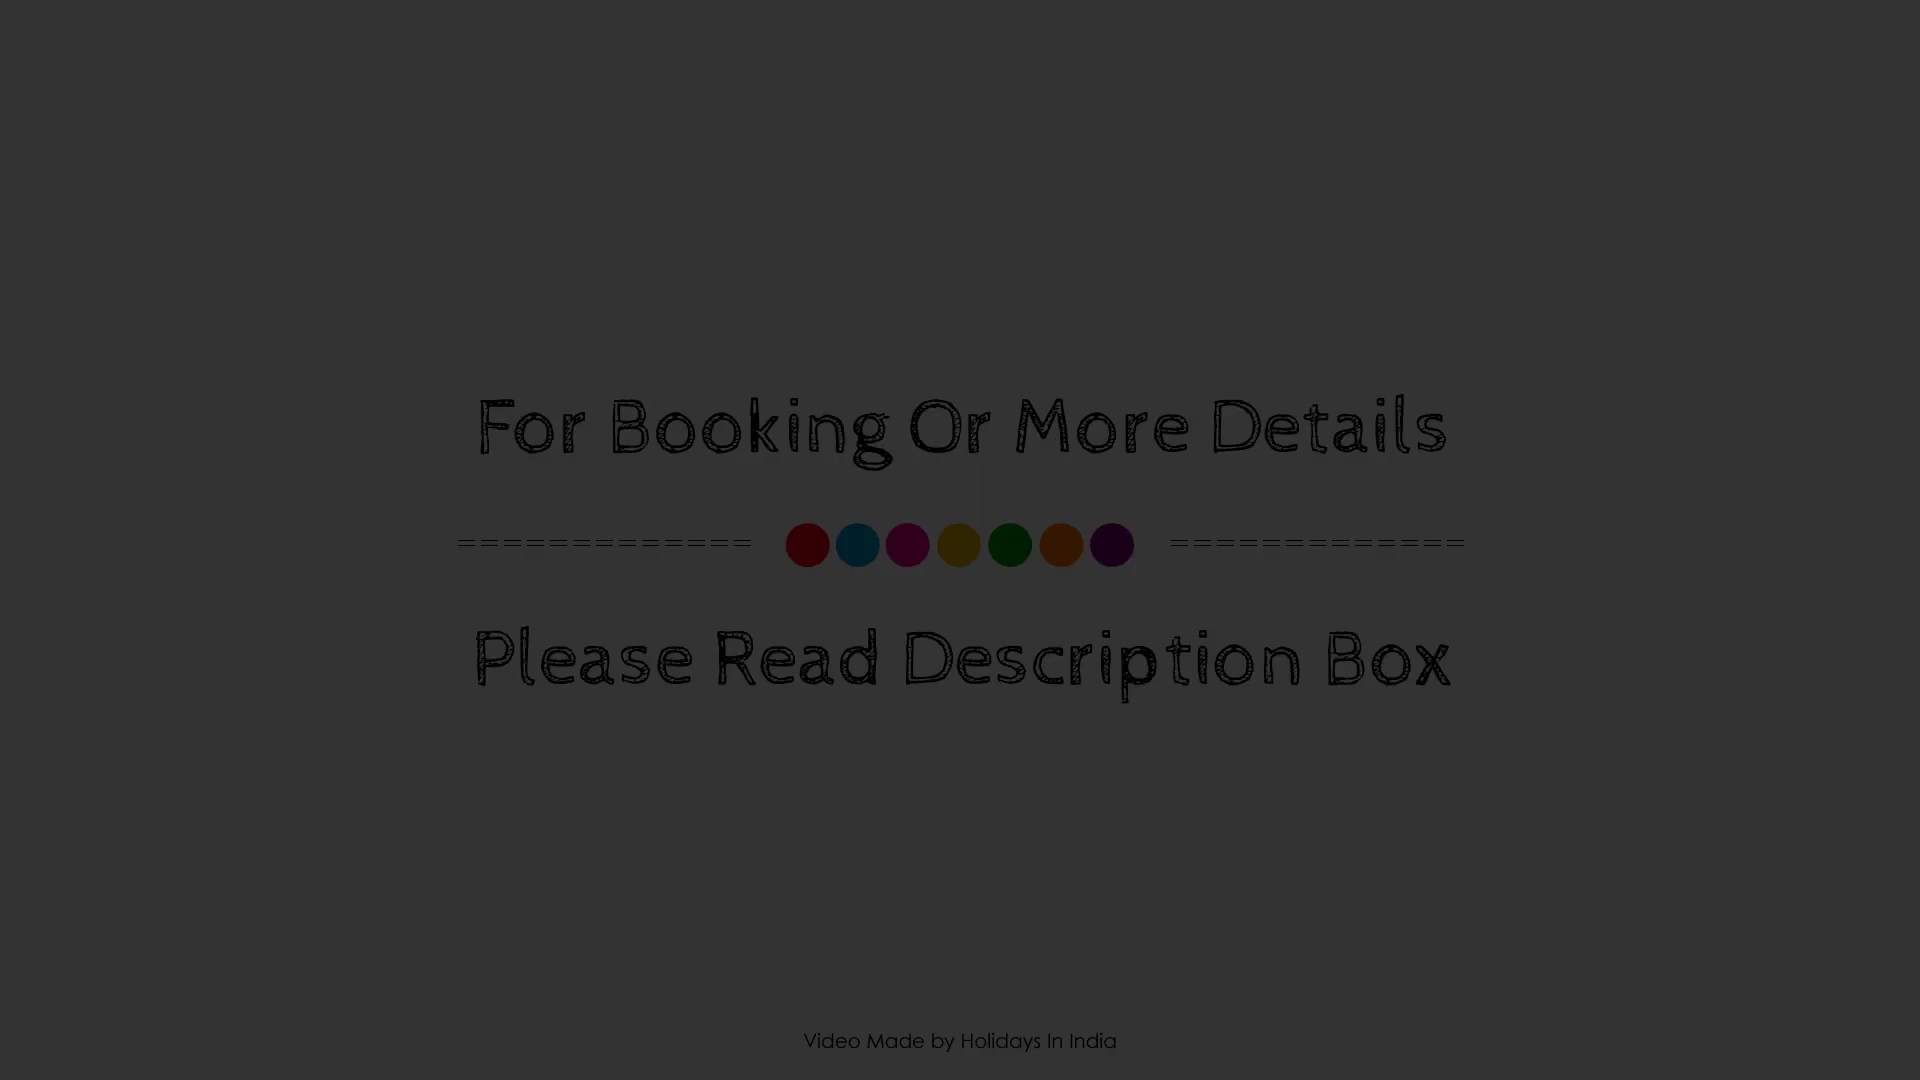 For Booking Or More Details
============= =============
Please Read Description Box
Video Made by Holidays In India